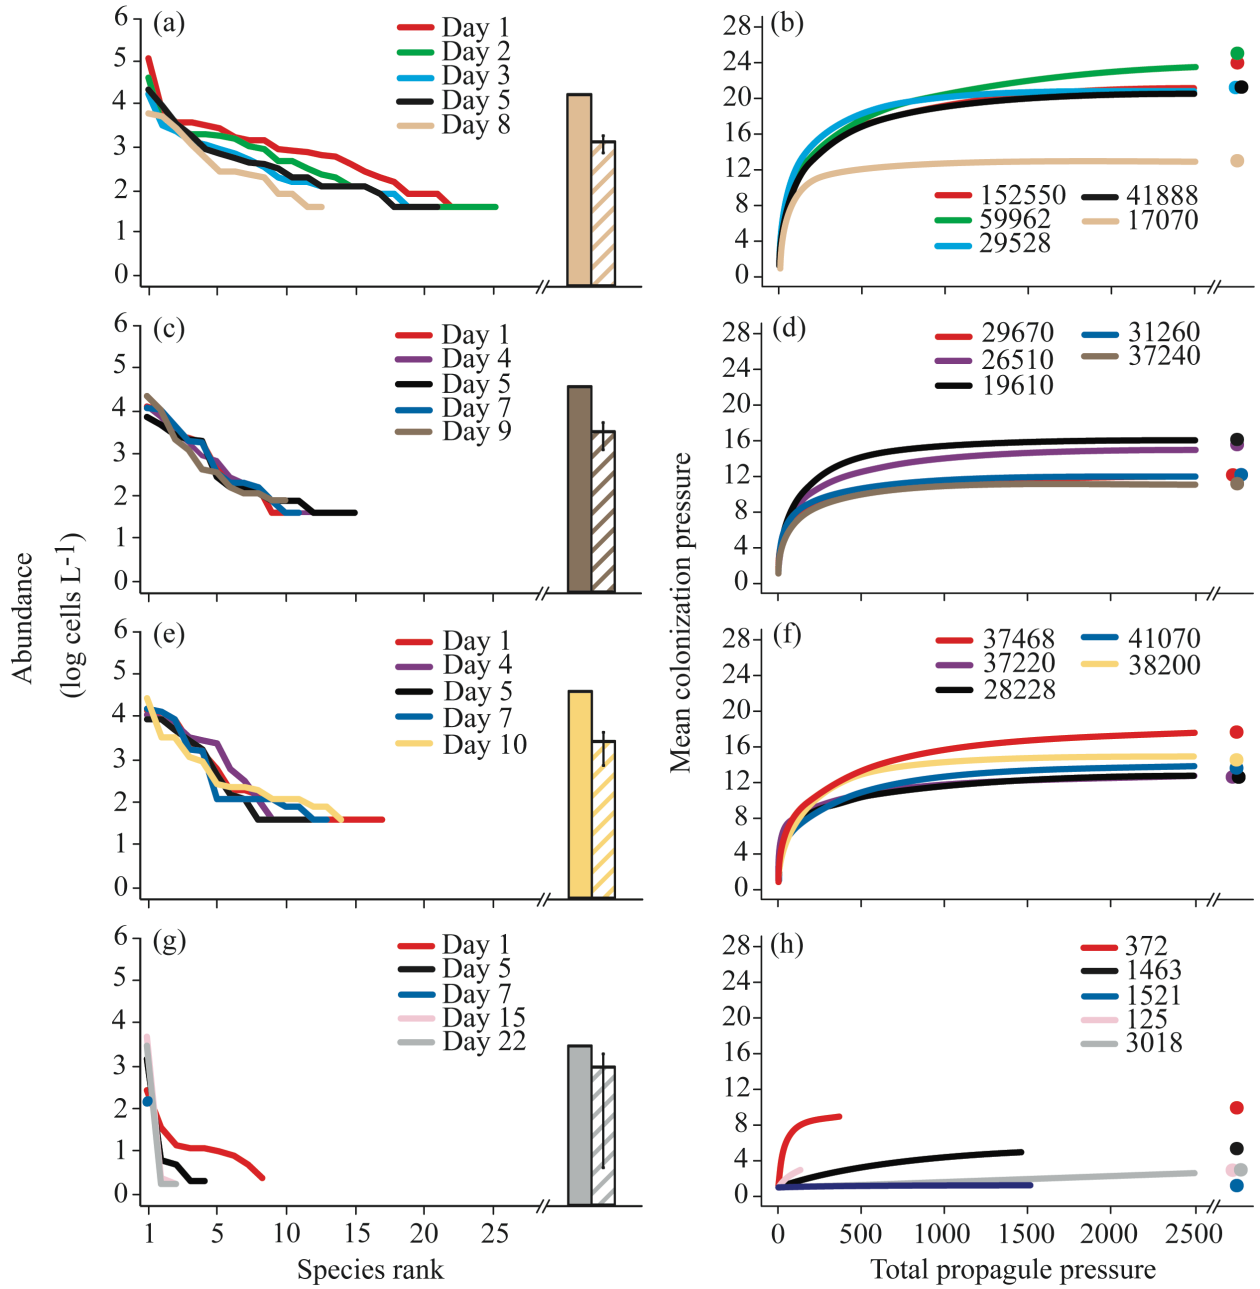 (a)
6
5
4
3
2
1
0
Day 1
Day 2
Day 3
Day 5
Day 8
(b)
28
24
20
16
12
8
4
0
152550
59962
29528
41888
17070
(c)
6
5
4
3
2
1
0
Day 1
Day 4
Day 5
Day 7
Day 9
(d)
28
24
20
16
12
8
4
0
29670
26510
19610
31260
37240
Abundance
(log cells L-1)
Mean colonization pressure
(e)
6
5
4
3
2
1
0
Day 1
Day 4
Day 5
Day 7
Day 10
(f)
28
24
20
16
12
8
4
0
37468
37220
28228
41070
38200
(g)
6
5
4
3
2
1
0
Day 1
Day 5
Day 7
Day 15
Day 22
1 5 10 15 20 25
Species rank
(h)
28
24
20
16
12
8
4
0
372
1463
1521
125
3018
0 500 1000 1500 2000 2500
Total propagule pressure